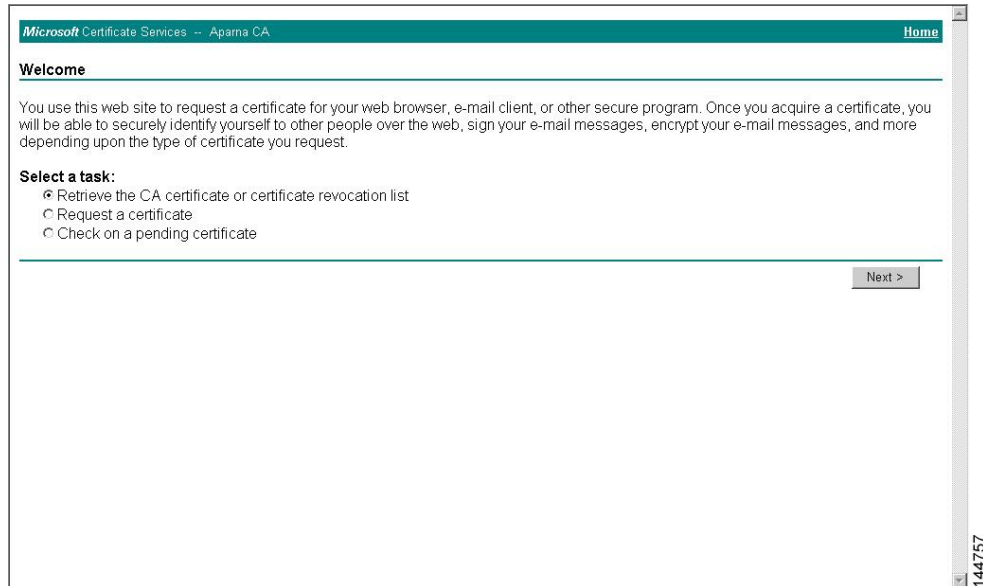 Microsoft Certificate Services -- Aparna CA Home
Welcome
You use this web site to request a certificate for your web browser, e-mail client, or other secure program. Once you acquire a certificate, you
will be able to securely identify yourself to other people over the web, sign your e-mail messages, encrypt your e-mail messages, and more
depending upon the type of certificate you request.
Select a task:
Retrieve the CA certificate or certificate revocation list
Request a certificate
Check on a pending certificate
Next >
144757